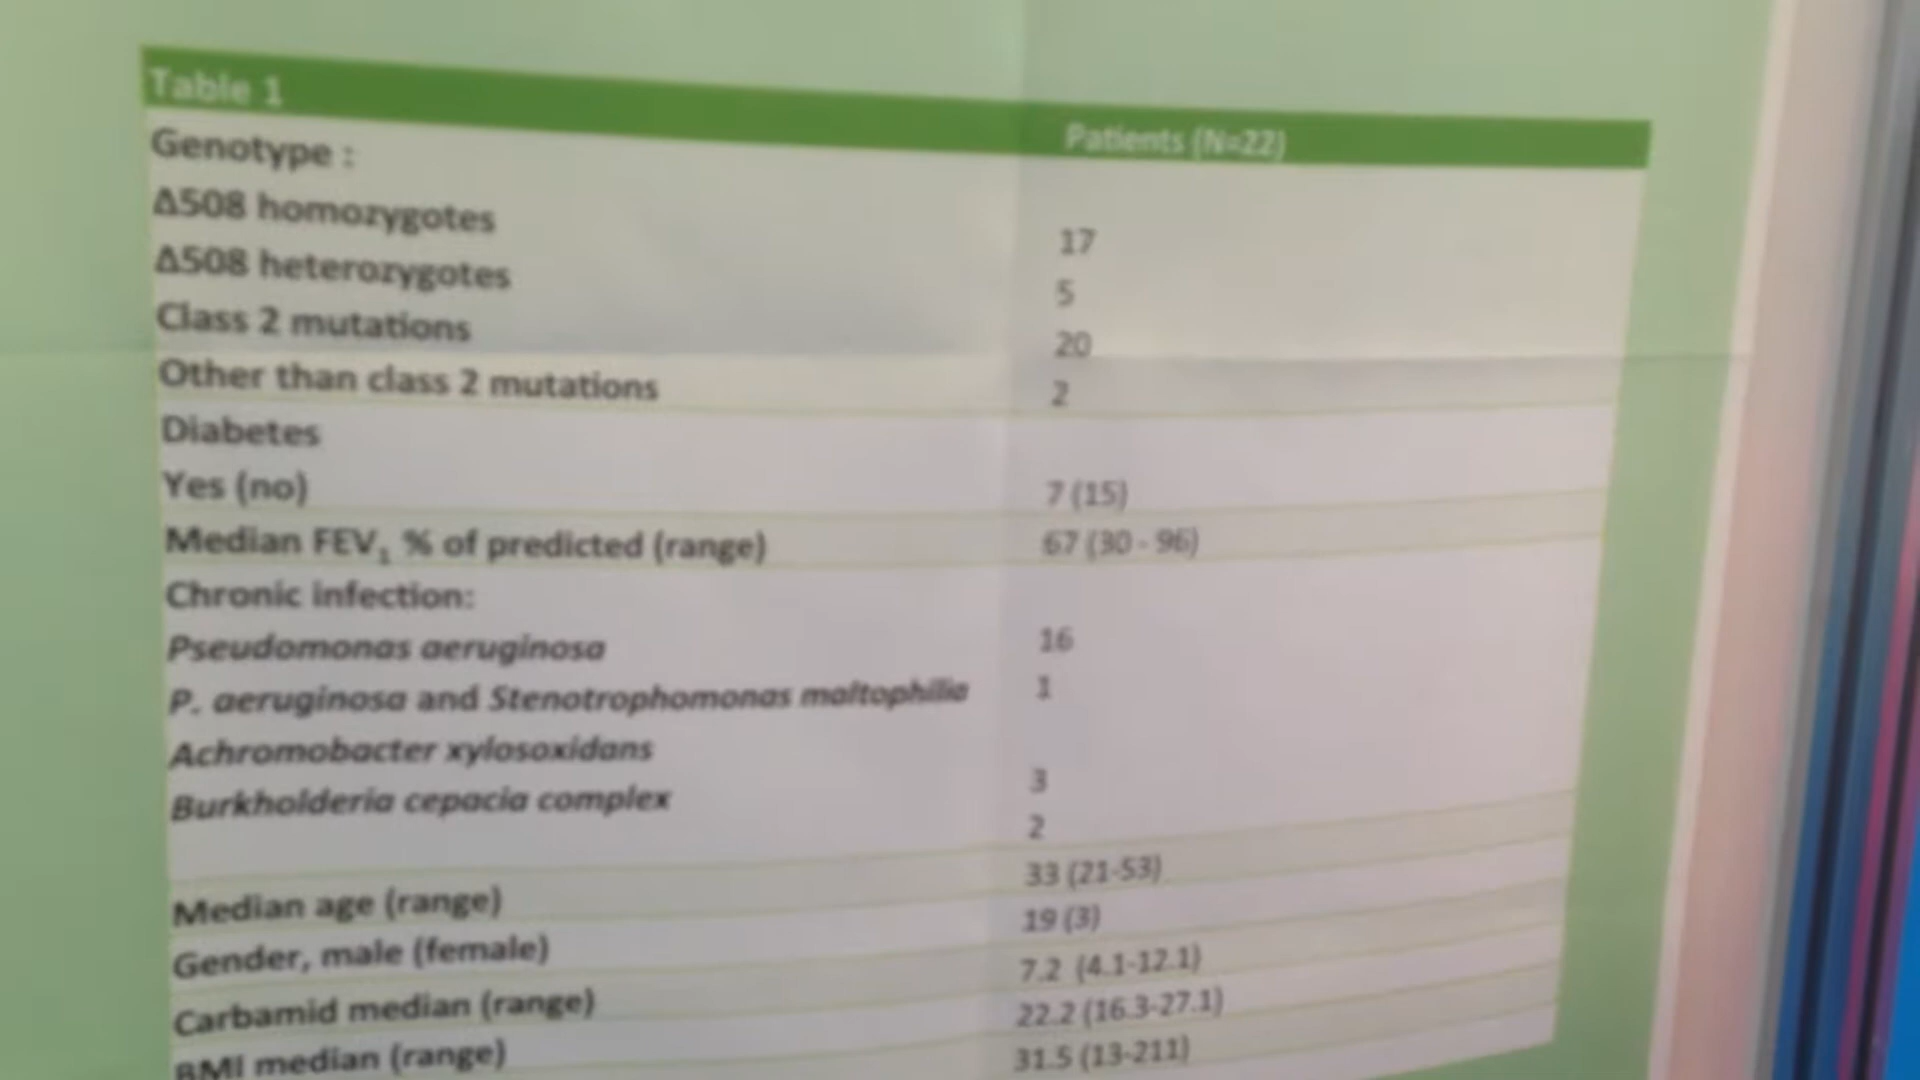 Table 1
Patients (N=22)
Genotype :
Δ508 homozygotes 17
Δ508 heterozygotes 5
Class 2 mutations 20
Other than class 2 mutations 2
Diabetes
Yes (no) 7 (15)
Median FEV₁ % of predicted (range) 67 (30 - 96)
Chronic infection:
Pseudomonas aeruginosa 16
P. aeruginosa and Stenotrophomonas maltophilia 1
Achromobacter xylosoxidans 3
Burkholderia cepacia complex 2
Median age (range) 33 (21-53)
Gender, male (female) 19 (3)
Carbamid median (range) 7.2 (4.1-12.1)
BMI median (range) 22.2 (16.3-27.1)
31.5 (13-211)